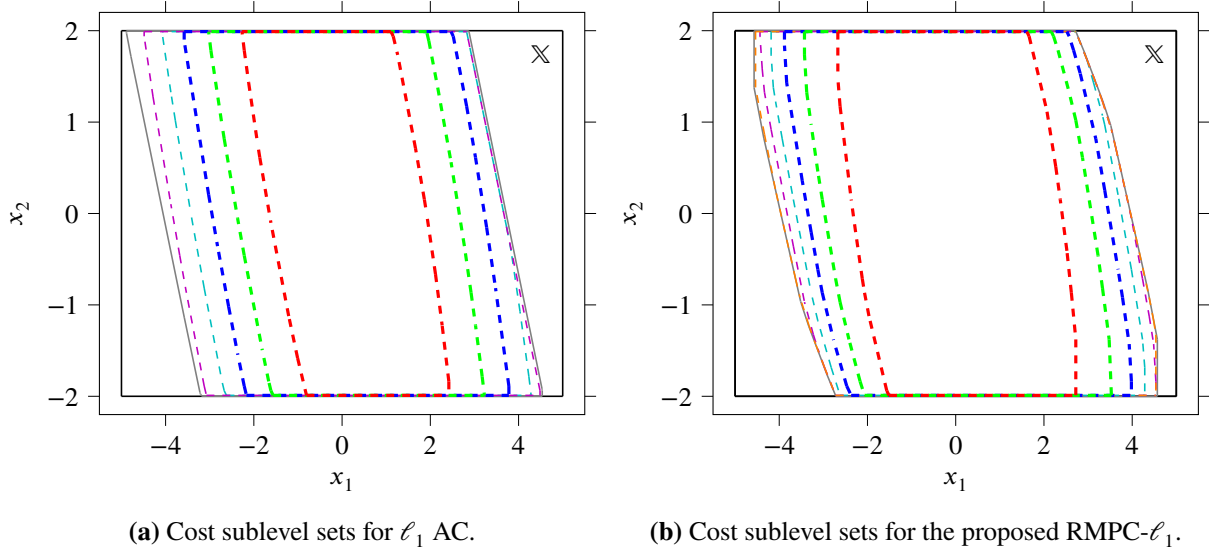 2
1
0
−1
−2
x₂
𝕏
−4
−2
0
2
4
x₁
(a) Cost sublevel sets for ℓ₁ AC.
2
1
0
−1
−2
x₂
𝕏
−4
−2
0
2
4
x₁
(b) Cost sublevel sets for the proposed RMPC-ℓ₁.